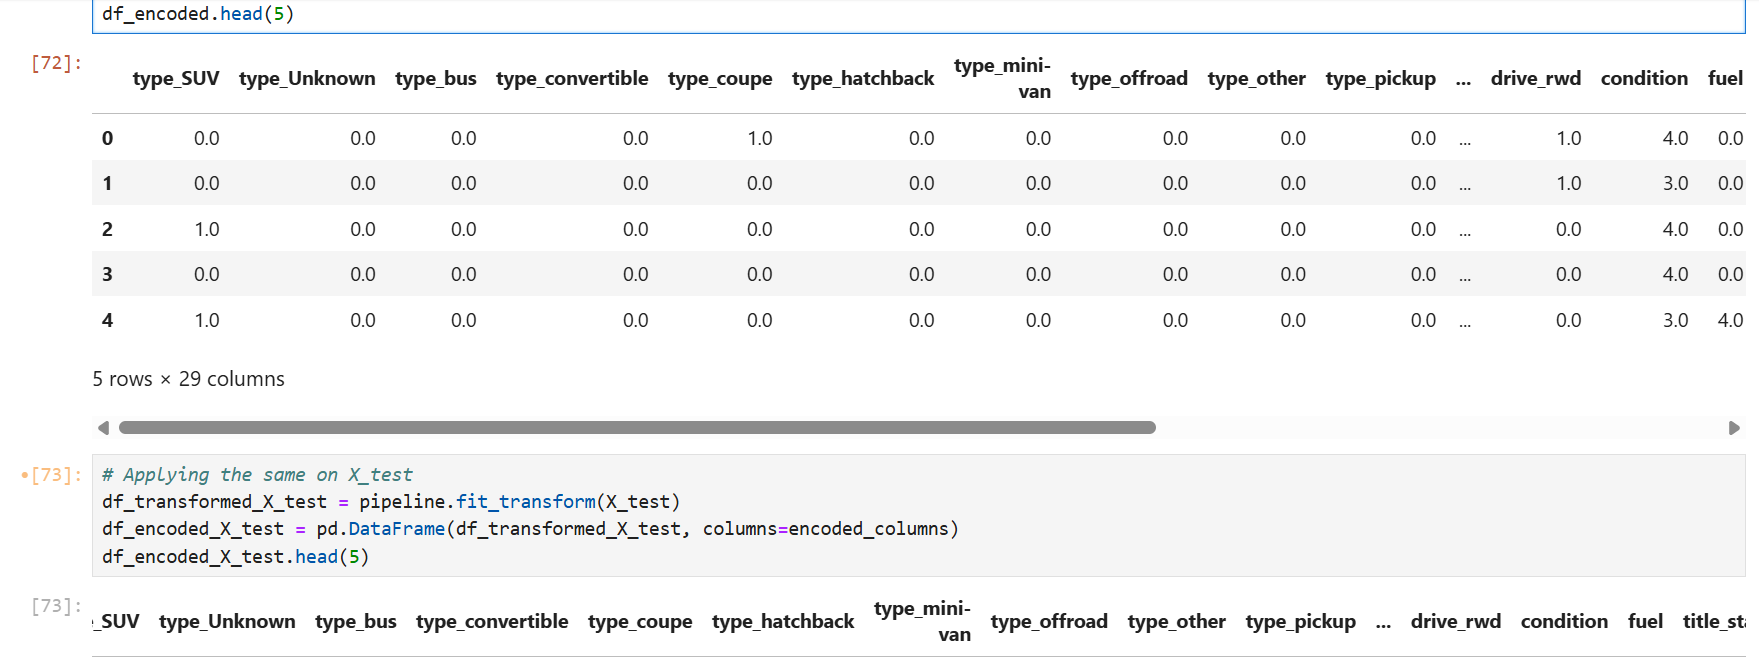 df_encoded.head(5)
[72]:
type_SUV type_Unknown type_bus type_convertible type_coupe type_hatchback type_mini-van type_offroad type_other type_pickup ... drive_rwd condition fuel
0 0.0 0.0 0.0 0.0 1.0 0.0 0.0 0.0 0.0 0.0 ... 1.0 4.0 0.0
1 0.0 0.0 0.0 0.0 0.0 0.0 0.0 0.0 0.0 0.0 ... 1.0 3.0 0.0
2 1.0 0.0 0.0 0.0 0.0 0.0 0.0 0.0 0.0 0.0 ... 0.0 4.0 0.0
3 0.0 0.0 0.0 0.0 0.0 0.0 0.0 0.0 0.0 0.0 ... 0.0 4.0 0.0
4 1.0 0.0 0.0 0.0 0.0 0.0 0.0 0.0 0.0 0.0 ... 0.0 3.0 4.0
5 rows × 29 columns
•[73]: # Applying the same on X_test
df_transformed_X_test = pipeline.fit_transform(X_test)
df_encoded_X_test = pd.DataFrame(df_transformed_X_test, columns=encoded_columns)
df_encoded_X_test.head(5)
[73]:
_SUV type_Unknown type_bus type_convertible type_coupe type_hatchback type_mini-van type_offroad type_other type_pickup ... drive_rwd condition fuel title_sta